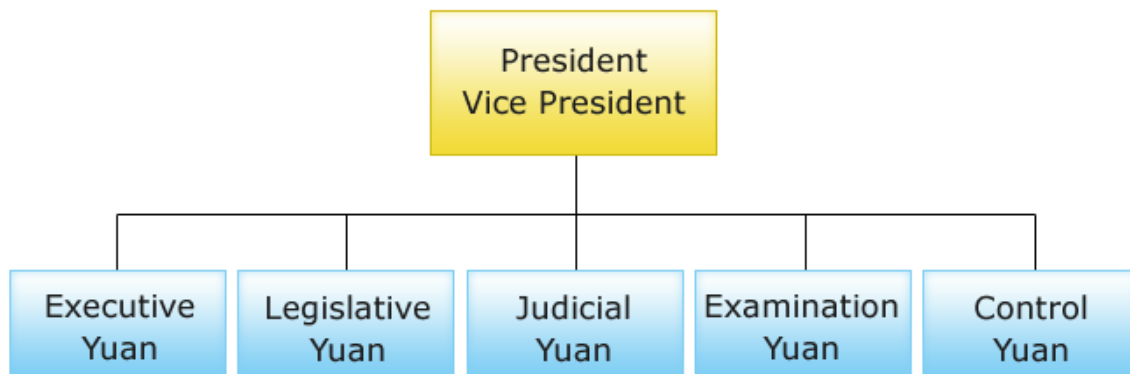 President
Vice President
Executive
Yuan
Legislative
Yuan
Judicial
Yuan
Examination
Yuan
Control
Yuan